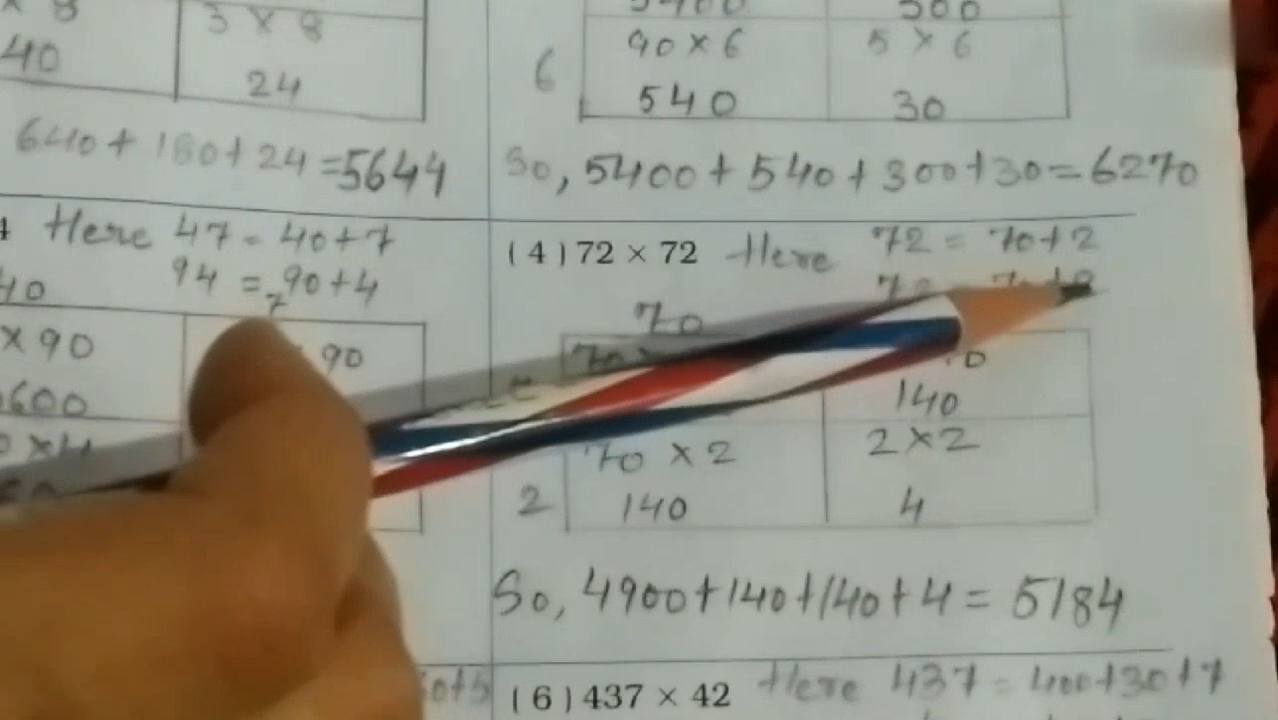 3 × 8
40
24
640 + 180 + 24 = 5644
300
90 × 6
5 × 6
6
540
30
So, 5400 + 540 + 300 + 30 = 6270
Here 47 = 40 + 7
94 = 90 + 4
40
7
× 90
90
600
(4) 72 × 72 Here 72 = 70 + 2
70
140
70 × 2
2 × 2
2
140
4
So, 4900 + 140 + 140 + 4 = 5184
(6) 437 × 42 Here 437 = 400 + 30 + 7